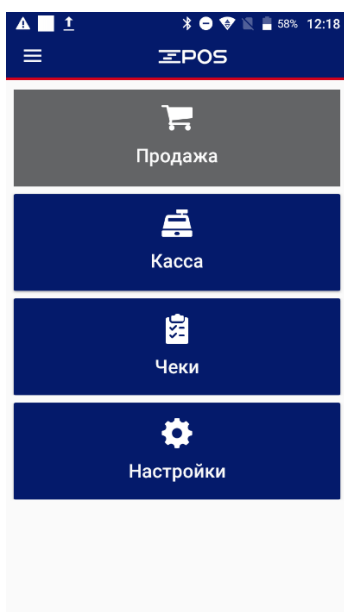 58% 12:18
EPOS
Продажа
Касса
Чеки
Настройки